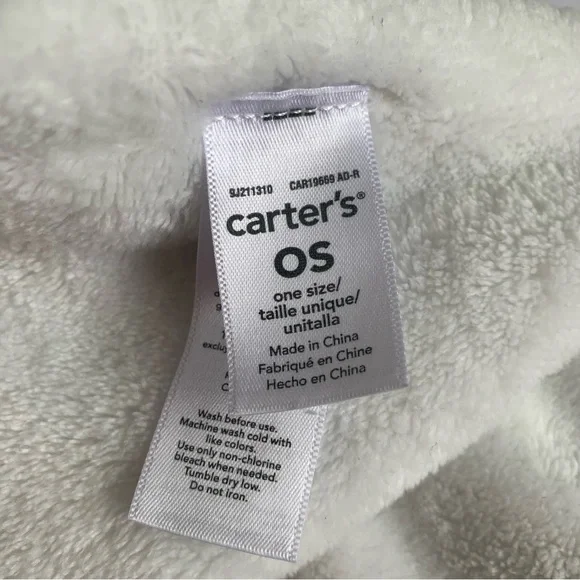 9J211310 CAR19669 AD-R
carter's®
OS
one size/
taille unique/
unitalla
Made in China
Fabriqué en Chine
Hecho en China
Wash before use.
Machine wash cold with
like colors.
Use only non-chlorine
bleach when needed.
Tumble dry low.
Do not iron.